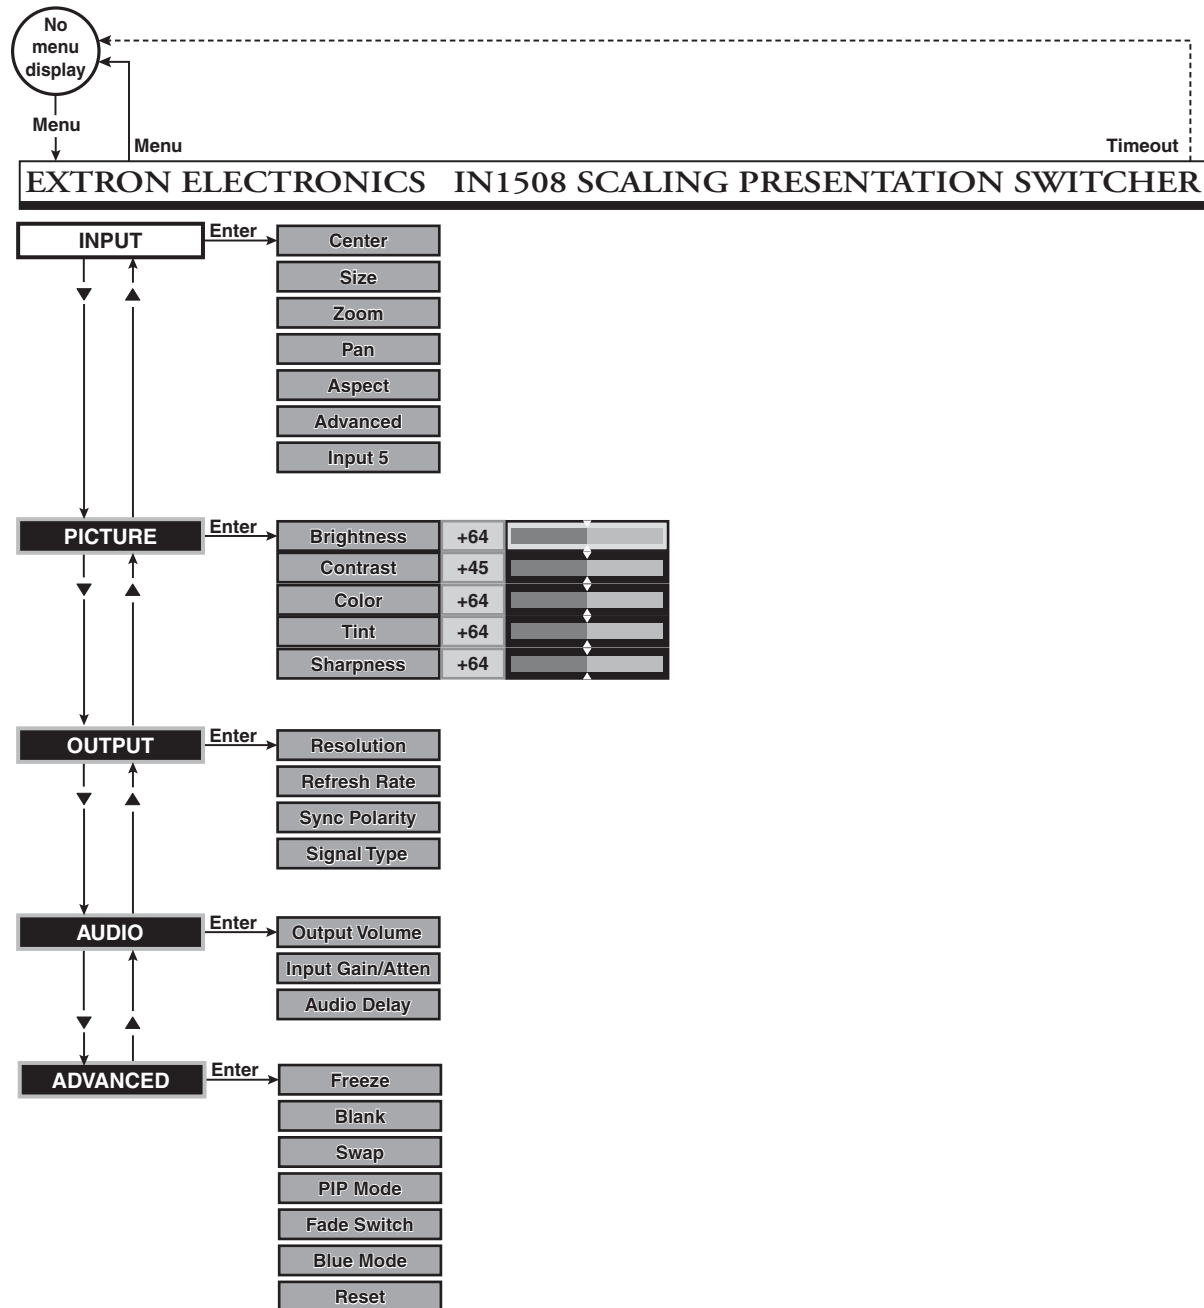 No
menu
display
Menu
Menu
Timeout
EXTRON ELECTRONICS IN1508 SCALING PRESENTATION SWITCHER
INPUT
Enter
Center
Size
Zoom
Pan
Aspect
Advanced
Input 5
PICTURE
Enter
Brightness +64
Contrast +45
Color +64
Tint +64
Sharpness +64
OUTPUT
Enter
Resolution
Refresh Rate
Sync Polarity
Signal Type
AUDIO
Enter
Output Volume
Input Gain/Atten
Audio Delay
ADVANCED
Enter
Freeze
Blank
Swap
PIP Mode
Fade Switch
Blue Mode
Reset